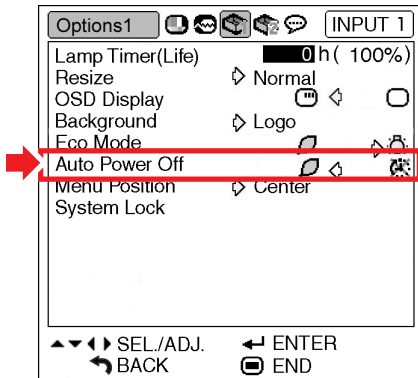 Options1 2 INPUT 1
Lamp Timer(Life) 0 h( 100%)
Resize Normal
OSD Display
Background Logo
Eco Mode
Auto Power Off
Menu Position Center
System Lock
SEL./ADJ. ENTER
BACK END